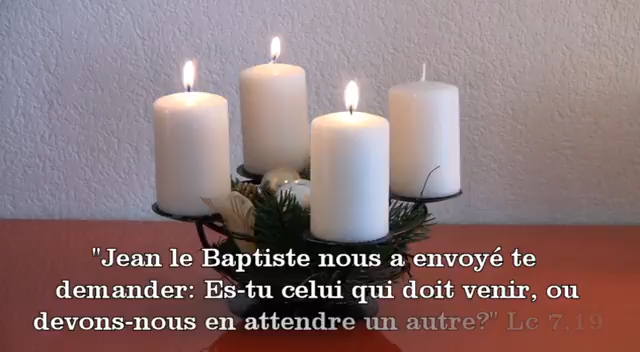 "Jean le Baptiste nous a envoyé te
demander: Es-tu celui qui doit venir, ou
devons-nous en attendre un autre?" Lc 7,19